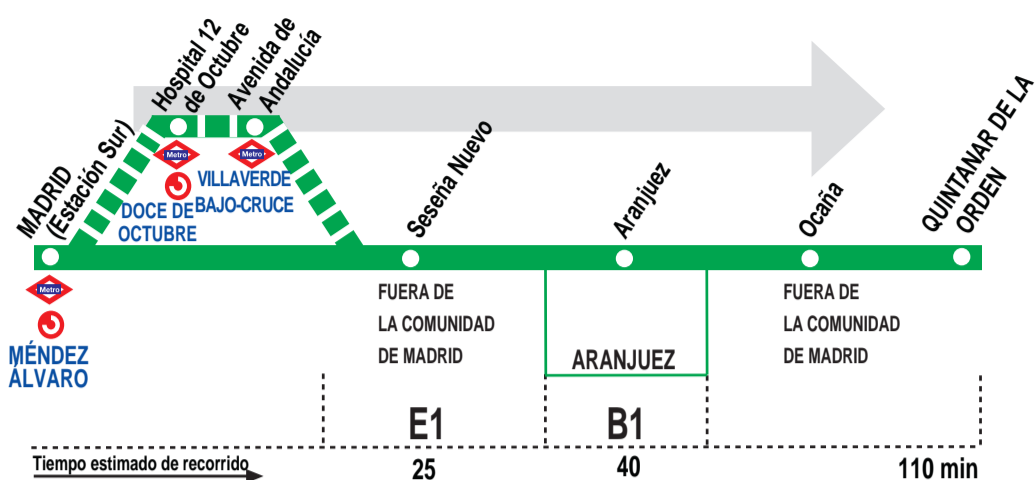 MADRID
(Estación Sur)
Hospital 12
de Octubre
Avenida de
Andalucía
Seseña Nuevo
Aranjuez
Ocaña
QUINTANAR DE LA
ORDEN
Metro
DOCE DE
OCTUBRE
Metro
VILLAVERDE
BAJO-CRUCE
Metro
MÉNDEZ
ÁLVARO
FUERA DE
LA COMUNIDAD
DE MADRID
ARANJUEZ
FUERA DE
LA COMUNIDAD
DE MADRID
E1
B1
Tiempo estimado de recorrido
25
40
110 min